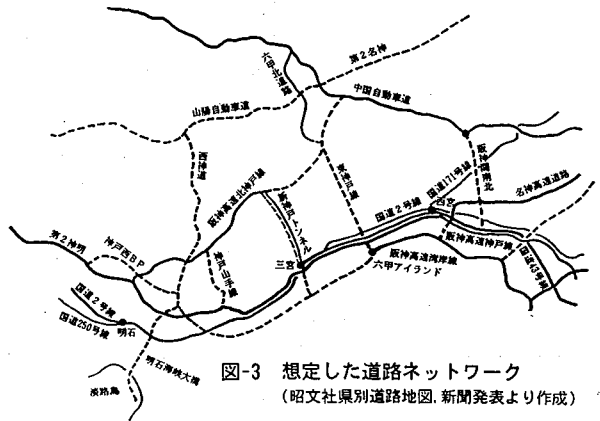 第2名神
六甲北道路
中国自動車道
山陽自動車道
西神道
阪神高速北神戸線
新神戸トンネル
新神戸道
国道2号線
国道171号線
西宮
阪神間南北
名神高速道路
第2神明
神戸西BP
神戸山手線
三宮
阪神高速湾岸線
六甲アイランド
阪神高速神戸線
国道43号線
国道2号線
国道250号線
明石
明石海峡大橋
淡路島
図-3 想定した道路ネットワーク
(昭文社県別道路地図,新聞発表より作成)